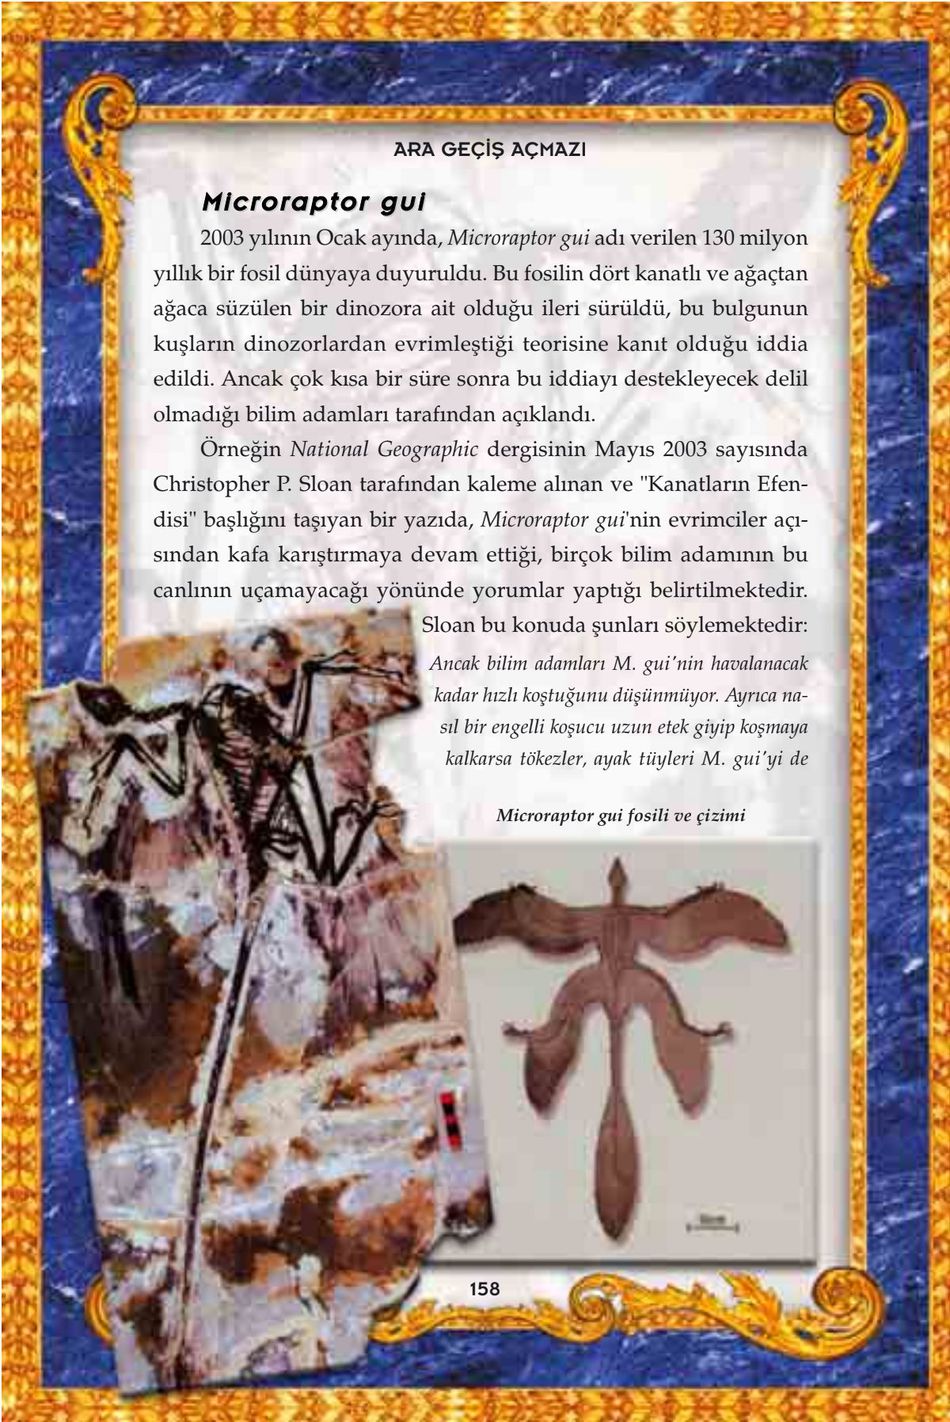 ARA GEÇİŞ AÇMAZI
Microraptor gui
2003 yılının Ocak ayında, Microraptor gui adı verilen 130 milyon
yıllık bir fosil dünyaya duyuruldu. Bu fosilin dört kanatlı ve ağaçtan
ağaca süzülen bir dinozora ait olduğu ileri sürüldü, bu bulgunun
kuşların dinozorlardan evrimleştiği teorisine kanıt olduğu iddia
edildi. Ancak çok kısa bir süre sonra bu iddiayı destekleyecek delil
olmadığı bilim adamları tarafından açıklandı.
Örneğin National Geographic dergisinin Mayıs 2003 sayısında
Christopher P. Sloan tarafından kaleme alınan ve "Kanatların Efen-
disi" başlığını taşıyan bir yazıda, Microraptor gui'nin evrimciler açı-
sından kafa karıştırmaya devam ettiği, birçok bilim adamının bu
canlının uçamayacağı yönünde yorumlar yaptığı belirtilmektedir.
Sloan bu konuda şunları söylemektedir:
Ancak bilim adamları M. gui'nin havalanacak
kadar hızlı koştuğunu düşünmüyor. Ayrıca na-
sıl bir engelli koşucu uzun etek giyip koşmaya
kalkarsa tökezler, ayak tüyleri M. gui'yi de
Microraptor gui fosili ve çizimi
158